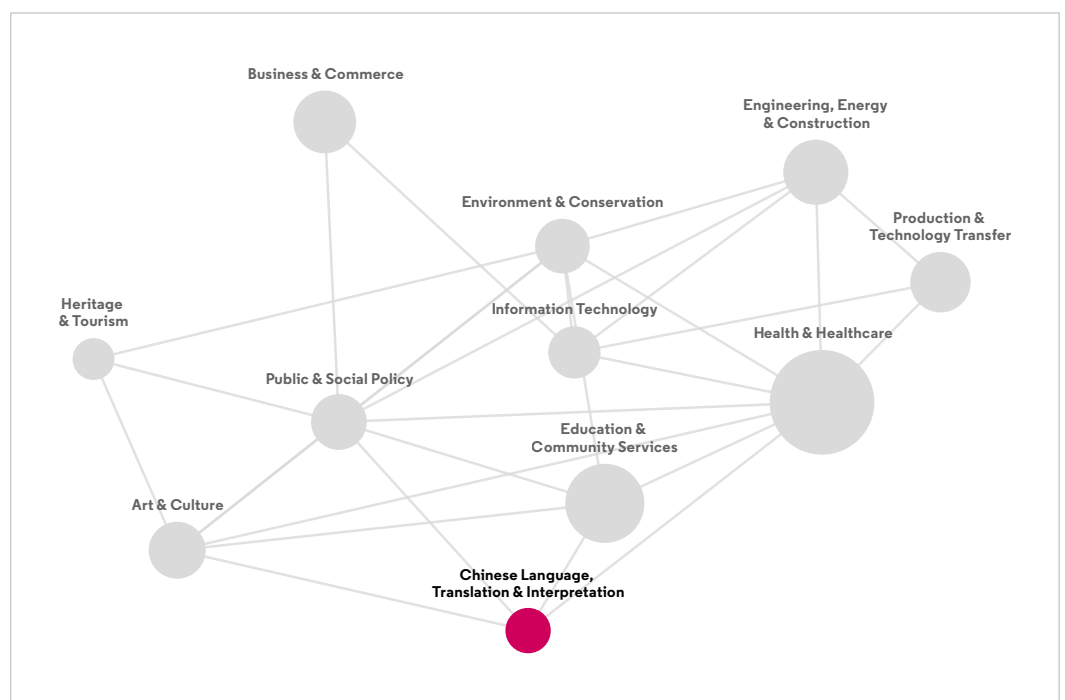 Business & Commerce
Engineering, Energy
& Construction
Environment & Conservation
Production &
Technology Transfer
Heritage
& Tourism
Information Technology
Health & Healthcare
Public & Social Policy
Education &
Community Services
Art & Culture
Chinese Language,
Translation & Interpretation